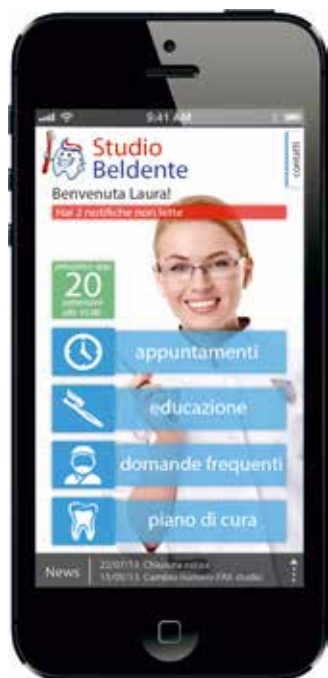 9:41 AM
Studio
Beldente
contatti
Benvenuta Laura!
Hai 2 notifiche non lette
20
settembre
appuntamenti
educazione
domande frequenti
piano di cura
News
22/07/13 Chiusura estiva
15/05/13 Cambio numero FAX studio